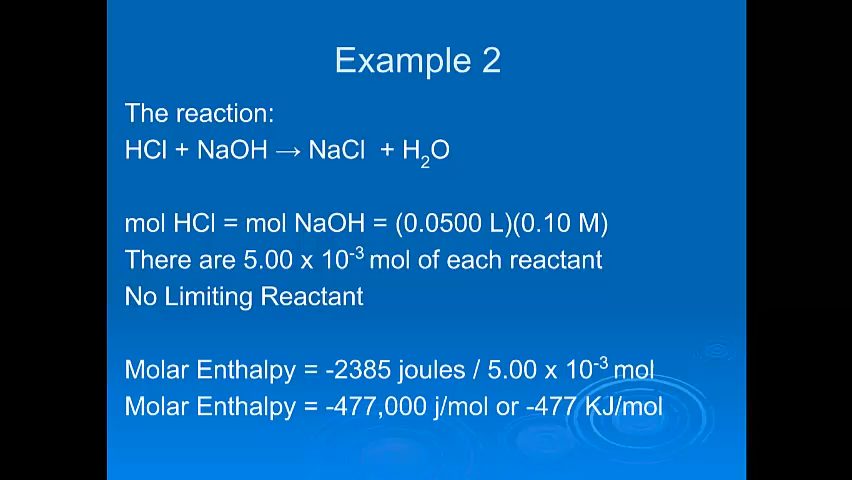 Example 2
The reaction:
HCl + NaOH → NaCl + H₂O
mol HCl = mol NaOH = (0.0500 L)(0.10 M)
There are 5.00 x 10⁻³ mol of each reactant
No Limiting Reactant
Molar Enthalpy = -2385 joules / 5.00 x 10⁻³ mol
Molar Enthalpy = -477,000 j/mol or -477 KJ/mol